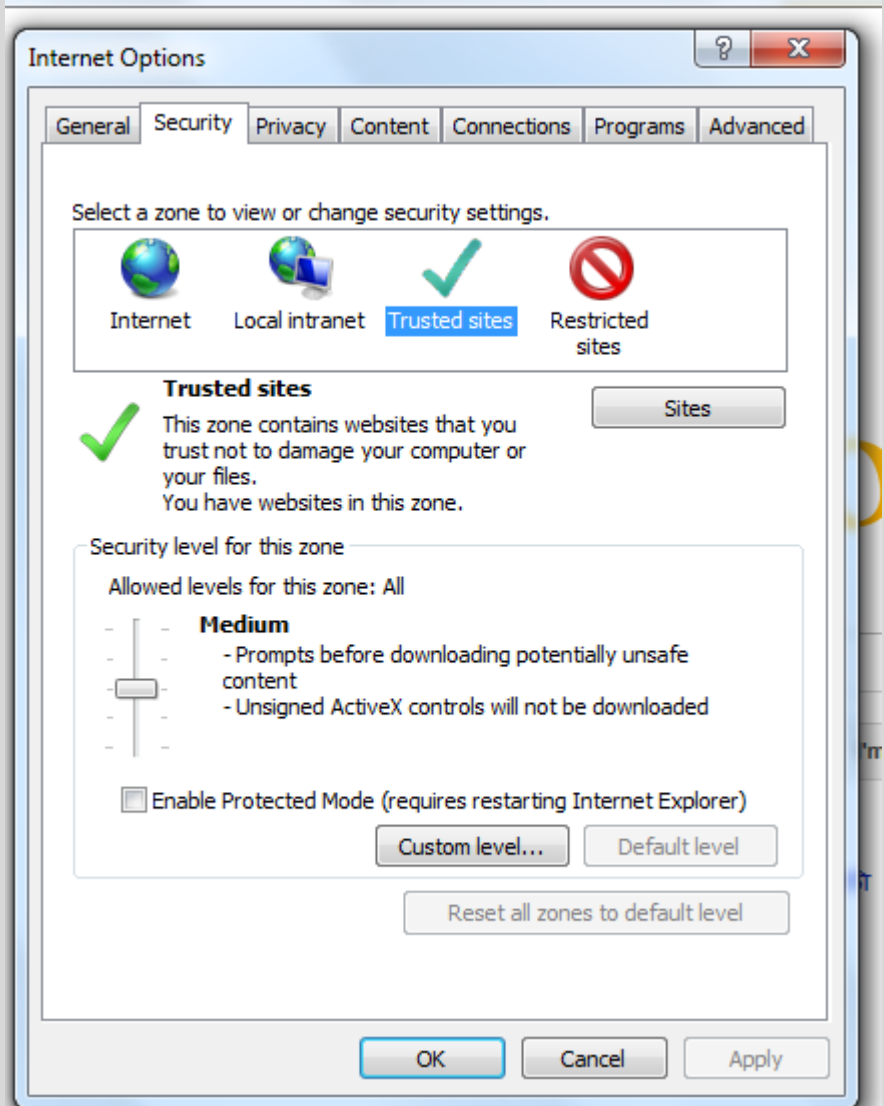 Internet Options
General Security Privacy Content Connections Programs Advanced
Select a zone to view or change security settings.
Internet Local intranet Trusted sites Restricted
sites
Trusted sites
Sites
This zone contains websites that you
trust not to damage your computer or
your files.
You have websites in this zone.
Security level for this zone
Allowed levels for this zone: All
Medium
- Prompts before downloading potentially unsafe
content
- Unsigned ActiveX controls will not be downloaded
I'm
Enable Protected Mode (requires restarting Internet Explorer)
Custom level... Default level
Reset all zones to default level
OK Cancel Apply